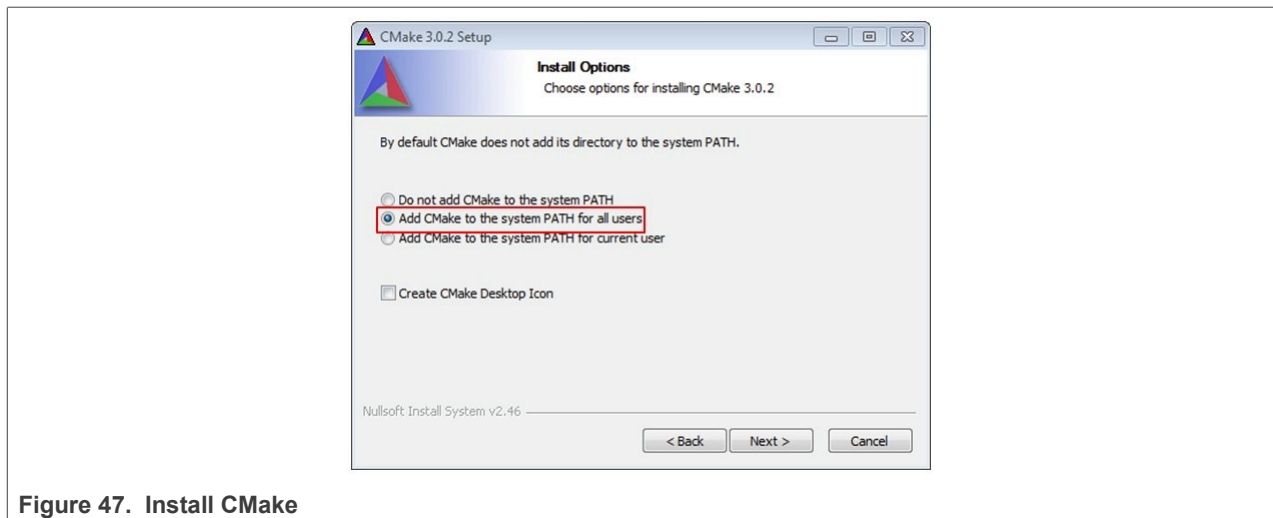 CMake 3.0.2 Setup
Install Options
Choose options for installing CMake 3.0.2
By default CMake does not add its directory to the system PATH.
Do not add CMake to the system PATH
Add CMake to the system PATH for all users
Add CMake to the system PATH for current user
Create CMake Desktop Icon
Nullsoft Install System v2.46
< Back Next > Cancel
Figure 47. Install CMake